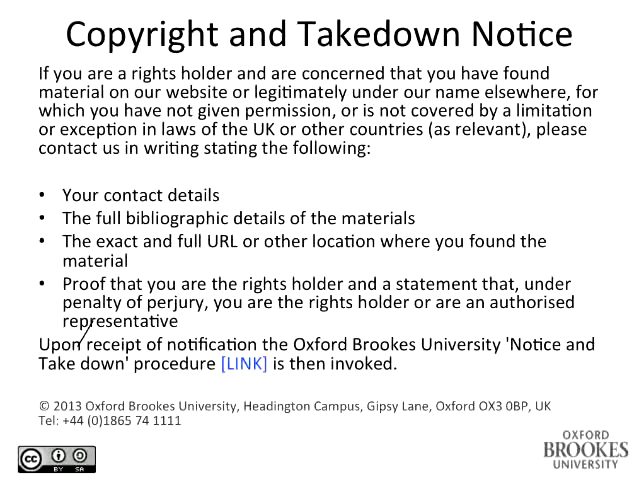 Copyright and Takedown Notice
If you are a rights holder and are concerned that you have found
material on our website or legitimately under our name elsewhere, for
which you have not given permission, or is not covered by a limitation
or exception in laws of the UK or other countries (as relevant), please
contact us in writing stating the following:
• Your contact details
• The full bibliographic details of the materials
• The exact and full URL or other location where you found the
material
• Proof that you are the rights holder and a statement that, under
penalty of perjury, you are the rights holder or are an authorised
representative
Upon receipt of notification the Oxford Brookes University 'Notice and
Take down' procedure [LINK] is then invoked.
© 2013 Oxford Brookes University, Headington Campus, Gipsy Lane, Oxford OX3 0BP, UK
Tel: +44 (0)1865 74 1111
cc BY SA
OXFORD
BROOKES
UNIVERSITY